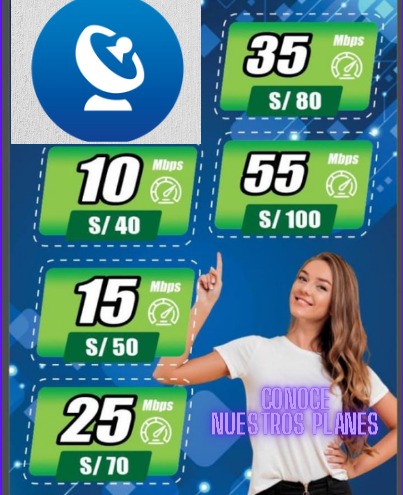 35 Mbps
S/ 80
10 Mbps
S/ 40
55 Mbps
S/ 100
15 Mbps
S/ 50
25 Mbps
S/ 70
CONOCE
NUESTROS PLANES